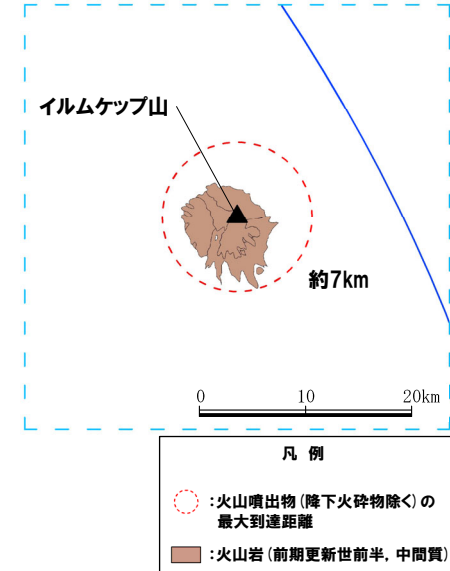 イルムケップ山
約7km
0 10 20km
凡 例
:火山噴出物(降下火砕物除く)の
最大到達距離
:火山岩(前期更新世前半, 中間質)